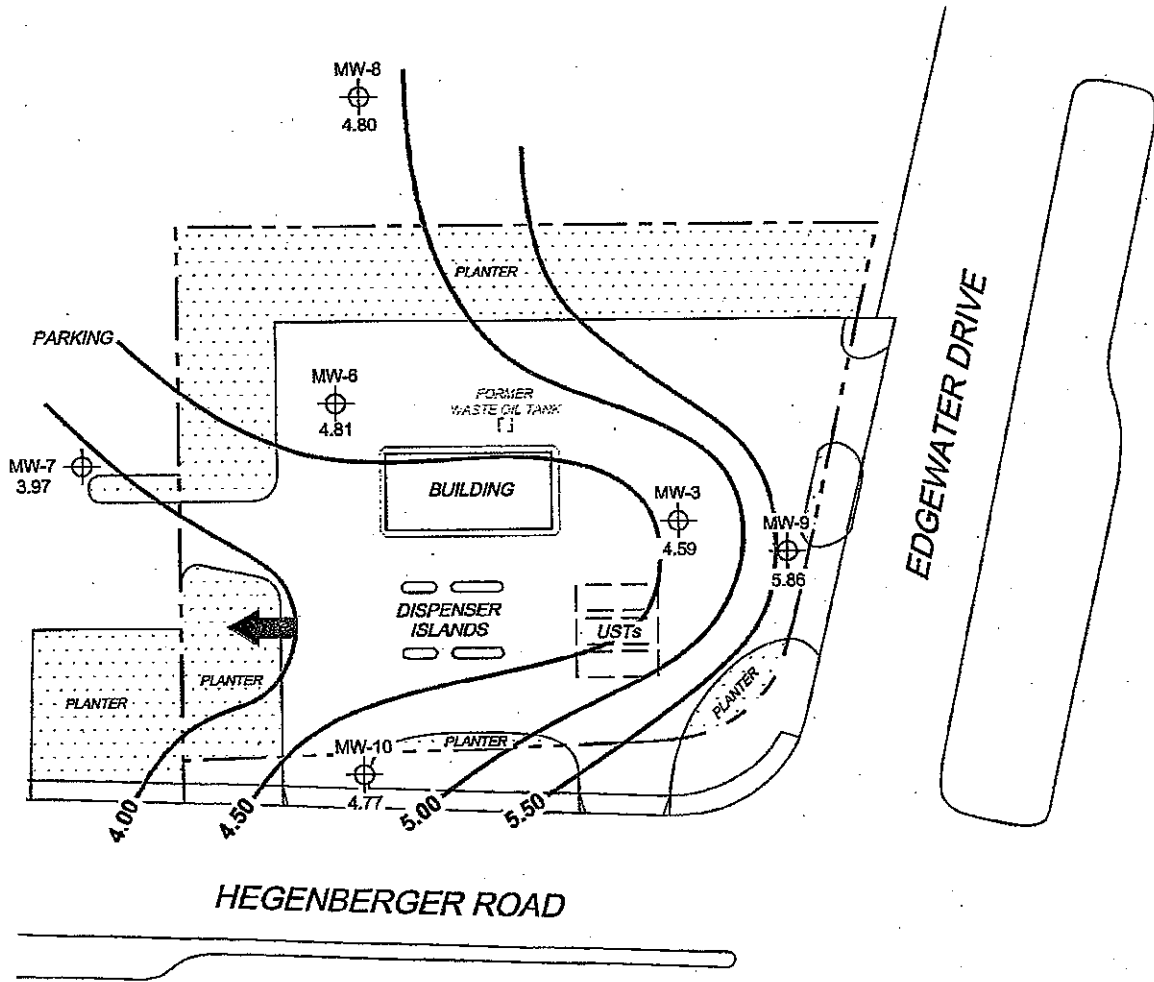 MW-8
4.80
PLANTER
PARKING
MW-6
4.81
FORMER
WASTE OIL TANK
MW-7
3.97
BUILDING
MW-3
4.59
MW-9
5.86
EDGEWATER DRIVE
DISPENSER
ISLANDS
USTs
PLANTER
PLANTER
PLANTER
PLANTER
MW-10
4.77
4.00
4.50
5.00
5.50
HEGENBERGER ROAD